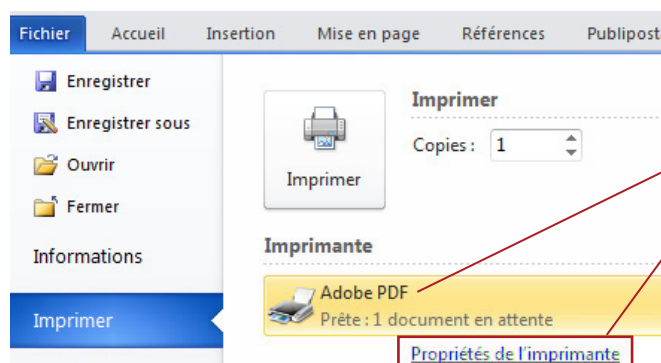 Fichier Accueil Insertion Mise en page Références Publipost
Enregistrer
Enregistrer sous
Ouvrir
Fermer
Informations
Imprimer
Imprimer
Copies : 1
Imprimer
Imprimante
Adobe PDF
Prête : 1 document en attente
Propriétés de l'imprimante